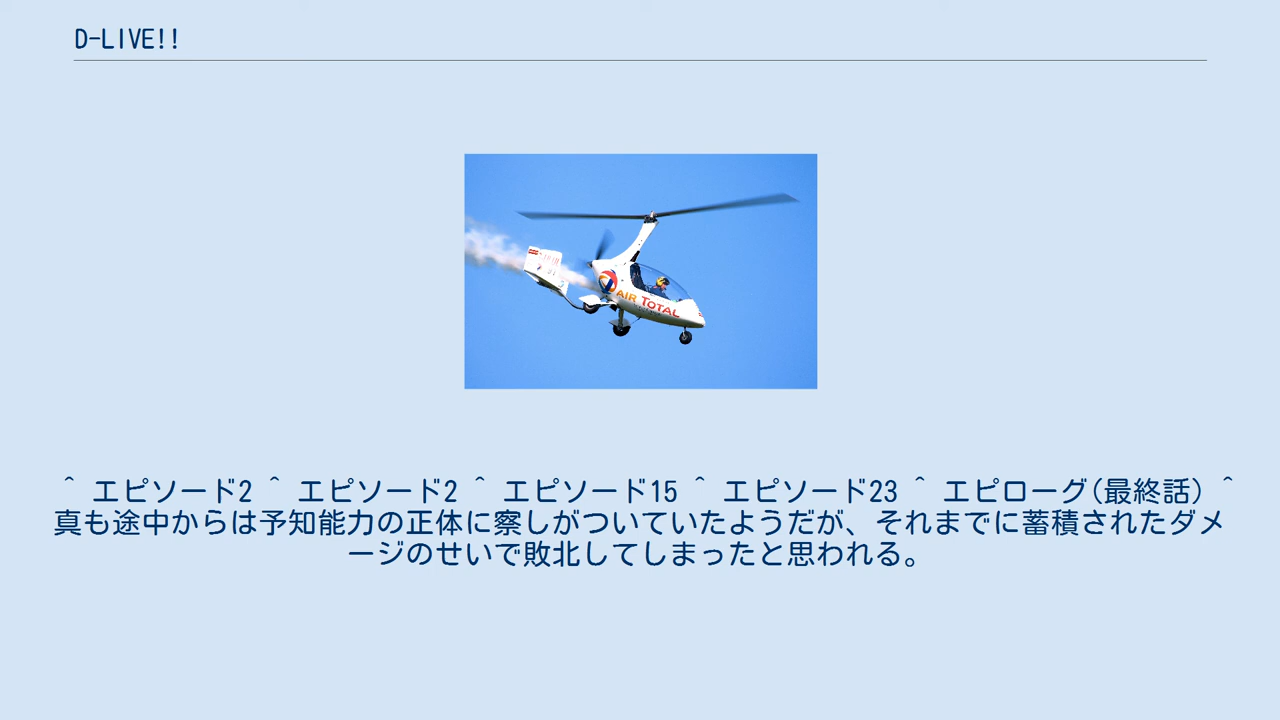 D-LIVE!!
AIR TOTAL
^ エピソード2 ^ エピソード2 ^ エピソード15 ^ エピソード23 ^ エピローグ(最終話) ^
真も途中からは予知能力の正体に察しがついていたようだが、それまでに蓄積されたダメ
ージのせいで敗北してしまったと思われる。